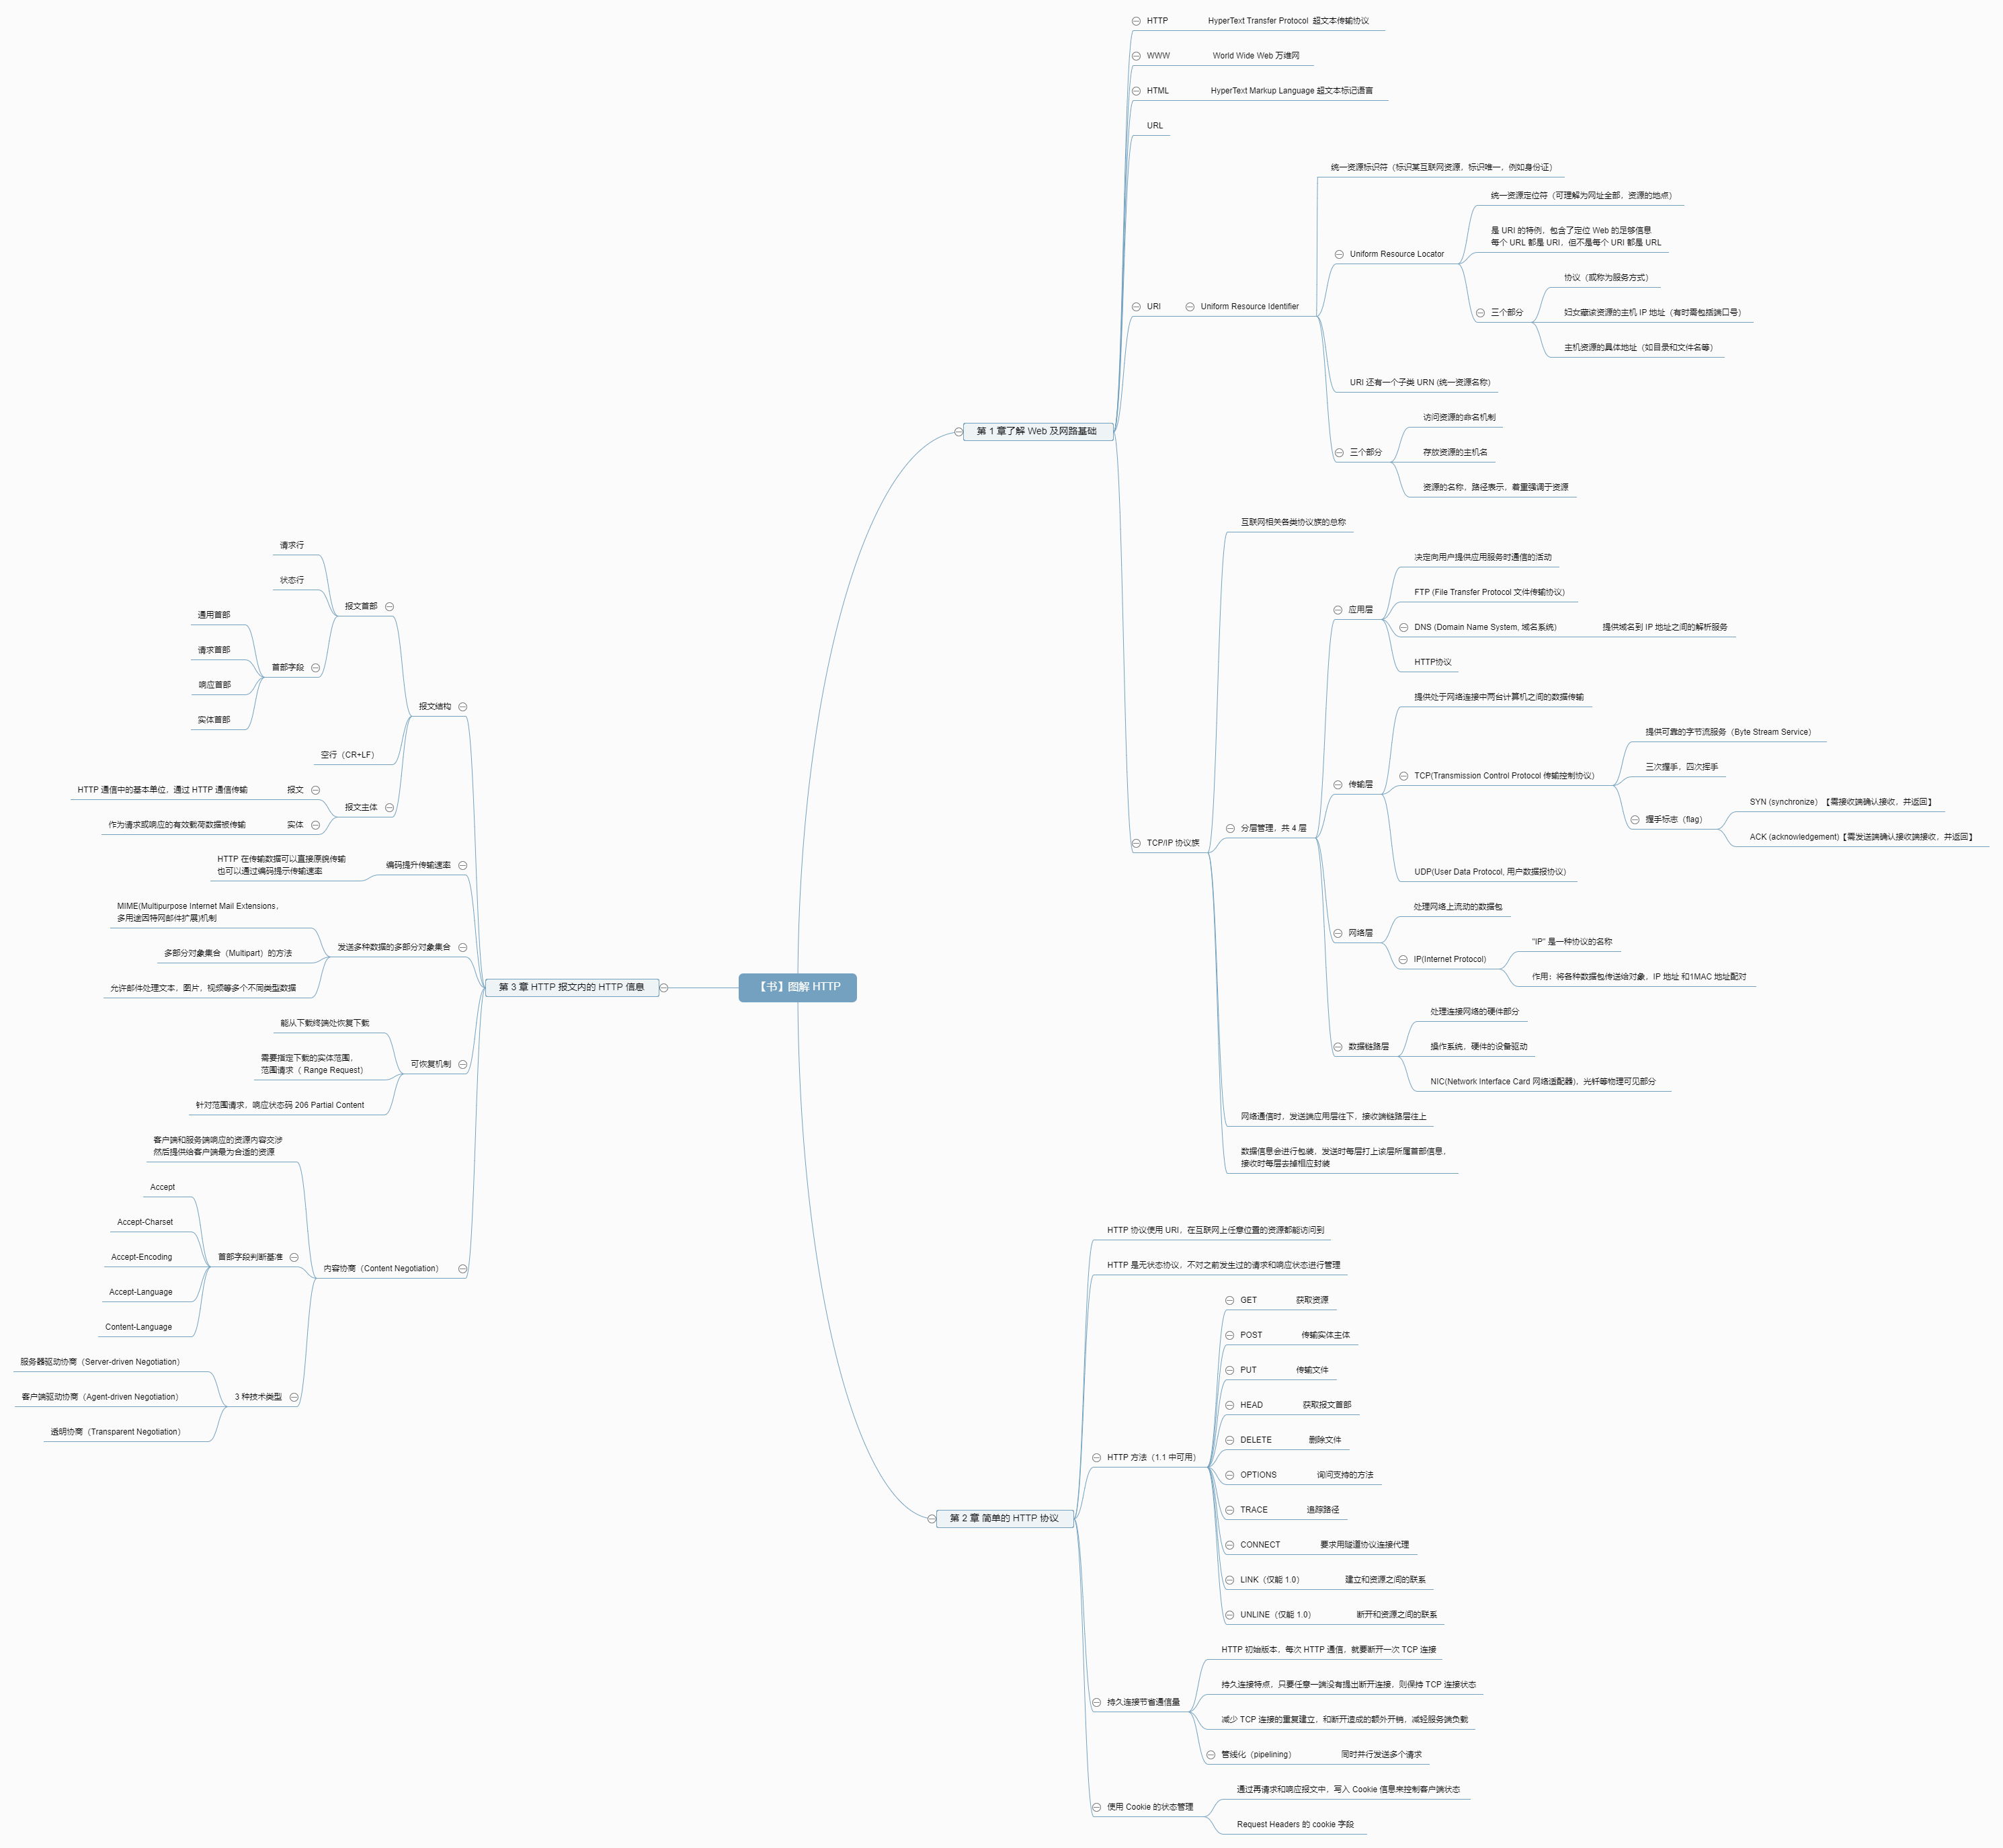 【书】图解 HTTP
第 1 章了解 Web 及网路基础
HTTP
HyperText Transfer Protocol 超文本传输协议
WWW
World Wide Web 万维网
HTML
HyperText Markup Language 超文本标记语言
URL
URI
Uniform Resource Identifier
统一资源标识符（标识某互联网资源，标识唯一，例如身份证）
Uniform Resource Locator
统一资源定位符（可理解为网址全部，资源的地点）
是 URI 的特例，包含了定位 Web 的足够信息
每个 URL 都是 URI，但不是每个 URI 都是 URL
三个部分
协议（或称为服务方式）
妇女蔽该资源的主机 IP 地址（有时需包括端口号）
主机资源的具体地址（如目录和文件名等）
URI 还有一个子类 URN (统一资源名称)
三个部分
访问资源的命名机制
存放资源的主机名
资源的名称，路径表示，着重强调于资源
TCP/IP 协议族
互联网相关各类协议族的总称
分层管理，共 4 层
应用层
决定向用户提供应用服务时通信的活动
FTP (File Transfer Protocol 文件传输协议)
DNS (Domain Name System, 域名系统)
提供域名到 IP 地址之间的解析服务
HTTP协议
传输层
提供处于网络连接中两台计算机之间的数据传输
TCP(Transmission Control Protocol 传输控制协议)
提供可靠的字节流服务（Byte Stream Service）
三次握手，四次挥手
握手标志（flag）
SYN (synchronize) 【需接收端确认接收，并返回】
ACK (acknowledgement)【需发送端确认接收端接收，并返回】
UDP(User Data Protocol, 用户数据报协议)
网络层
处理网络上流动的数据包
IP(Internet Protocol)
"IP" 是一种协议的名称
作用：将各种数据包传送给对象，IP 地址 和1MAC 地址配对
数据链路层
处理连接网络的硬件部分
操作系统，硬件的设备驱动
NIC(Network Interface Card 网络适配器)，光钎等物理可见部分
网络通信时，发送端应用层往下，接收端链路层往上
数据信息会进行包装，发送时每层打上该层所属首部信息，
接收时每层去掉相应封装
第 2 章 简单的 HTTP 协议
HTTP 协议使用 URI，在互联网上任意位置的资源都能访问到
HTTP 是无状态协议，不对之前发生过的请求和响应状态进行管理
HTTP 方法（1.1 中可用）
GET
获取资源
POST
传输实体主体
PUT
传输文件
HEAD
获取报文首部
DELETE
删除文件
OPTIONS
询问支持的方法
TRACE
追踪路径
CONNECT
要求用隧道协议连接代理
LINK（仅能 1.0）
建立和资源之间的联系
UNLINE（仅能 1.0）
断开和资源之间的联系
持久连接节省通信量
HTTP 初始版本，每次 HTTP 通信，就要断开一次 TCP 连接
持久连接特点，只要任意一端没有提出断开连接，则保持 TCP 连接状态
减少 TCP 连接的重复建立，和断开造成的额外开销，减轻服务端负载
管线化（pipelining）
同时并行发送多个请求
使用 Cookie 的状态管理
通过再请求和响应报文中，写入 Cookie 信息来控制客户端状态
Request Headers 的 cookie 字段
第 3 章 HTTP 报文内的 HTTP 信息
报文结构
报文首部
请求行
状态行
首部字段
通用首部
请求首部
响应首部
实体首部
空行（CR+LF）
报文主体
报文
HTTP 通信中的基本单位，通过 HTTP 通信传输
实体
作为请求或响应的有效载荷数据被传输
编码提升传输速率
HTTP 在传输数据可以直接原貌传输
也可以通过编码提示传输速率
发送多种数据的多部分对象集合
MIME(Multipurpose Internet Mail Extensions，
多用途因特网邮件扩展)机制
多部分对象集合（Multipart）的方法
允许邮件处理文本，图片，视频等多个不同类型数据
可恢复机制
能从下载终端处恢复下载
需要指定下载的实体范围，
范围请求（ Range Request）
针对范围请求，响应状态码 206 Partial Content
内容协商（Content Negotiation）
客户端和服务端响应的资源内容交涉
然后提供给客户端最为合适的资源
首部字段判断基准
Accept
Accept-Charset
Accept-Encoding
Accept-Language
Content-Language
3 种技术类型
服务器驱动协商（Server-driven Negotiation）
客户端驱动协商（Agent-driven Negotiation）
透明协商（Transparent Negotiation）